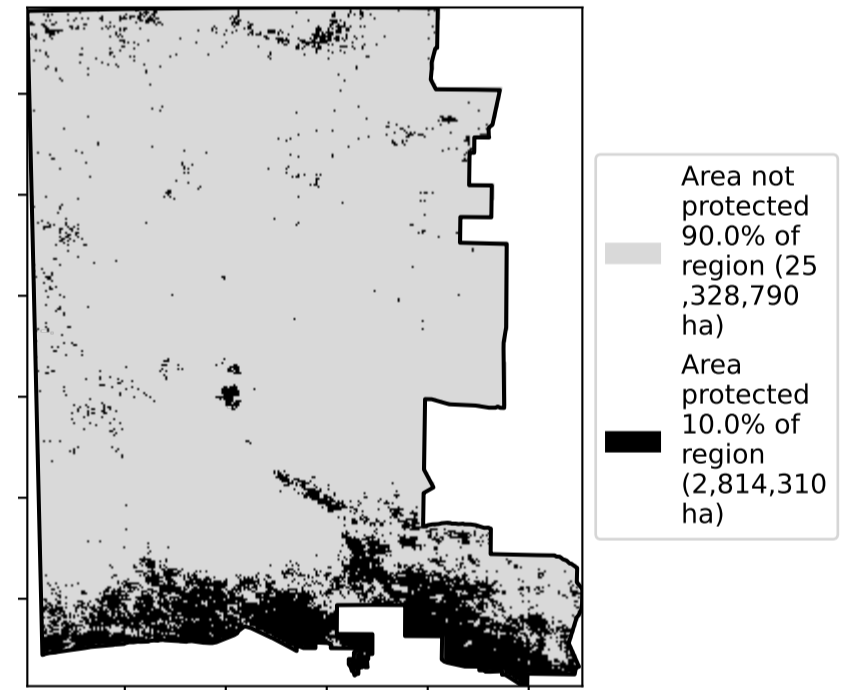 Area not
protected
90.0% of
region (25
,328,790
ha)
Area
protected
10.0% of
region
(2,814,310
ha)